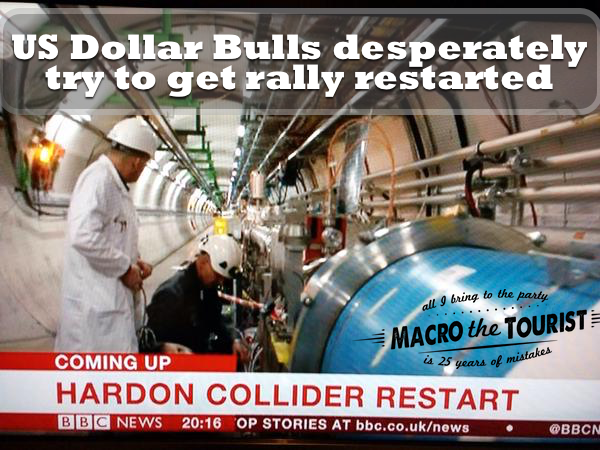 US Dollar Bulls desperately
try to get rally restarted
all I bring to the party
MACRO the TOURIST
is 25 years of mistakes
COMING UP
HARDON COLLIDER RESTART
BBC NEWS 20:16 OP STORIES AT bbc.co.uk/news • @BBCN